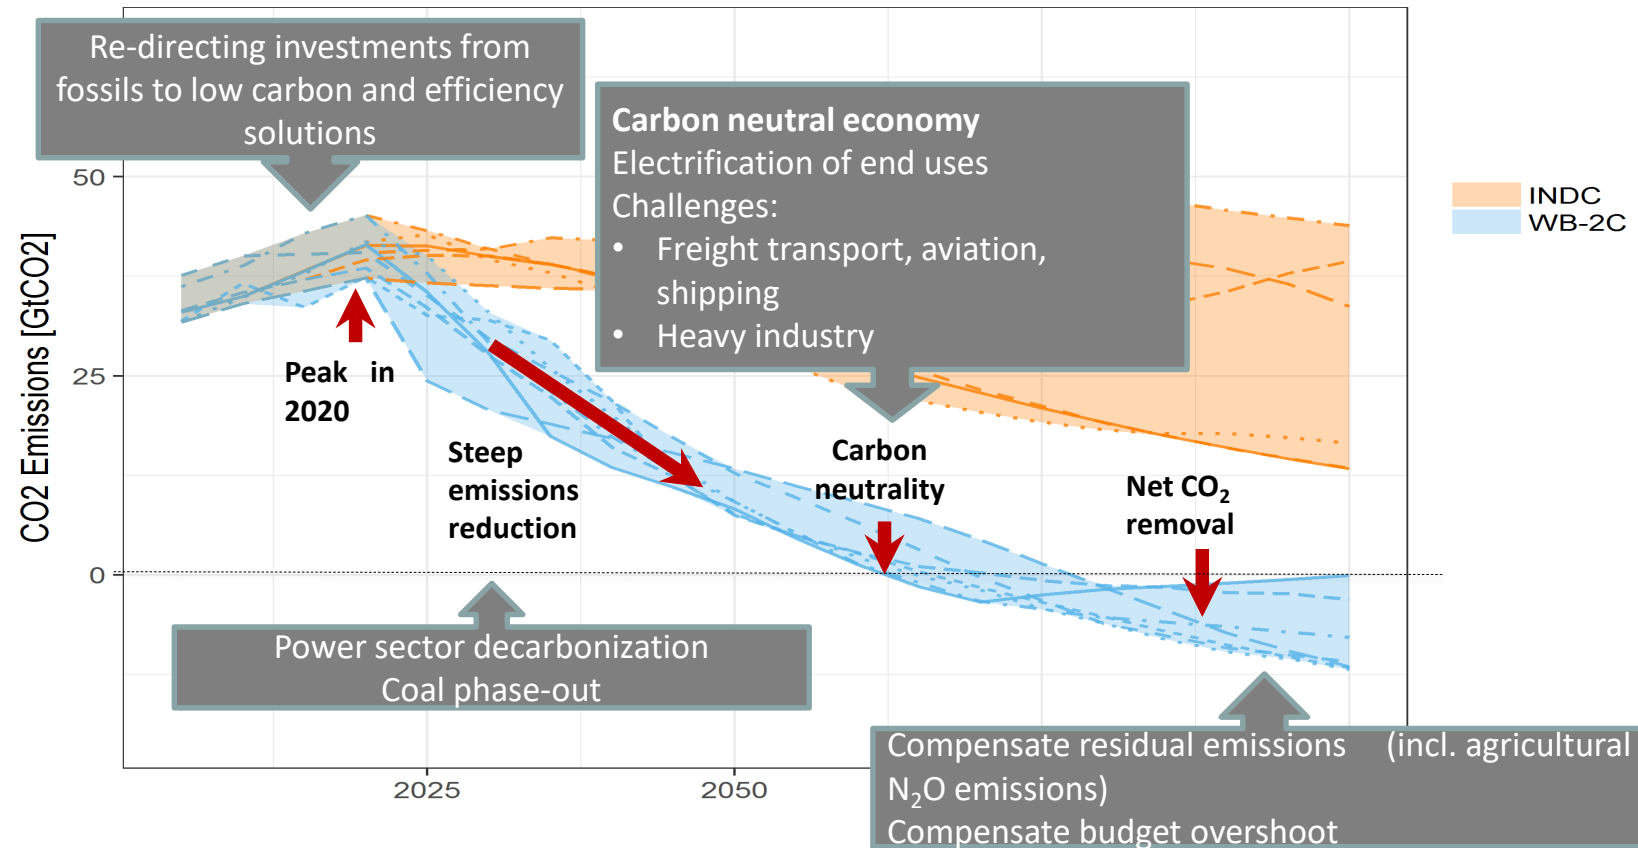 Re-directing investments from
fossils to low carbon and efficiency
solutions
Carbon neutral economy
Electrification of end uses
Challenges:
• Freight transport, aviation,
shipping
• Heavy industry
INDC
WB-2C
CO2 Emissions [GtCO2]
50
25
0
Peak in
2020
Steep
emissions
reduction
Carbon
neutrality
Net CO₂
removal
Power sector decarbonization
Coal phase-out
2025
2050
Compensate residual emissions (incl. agricultural
N₂O emissions)
Compensate budget overshoot